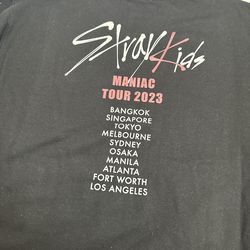 Stray Kids
MANIAC
TOUR 2023
BANGKOK
SINGAPORE
TOKYO
MELBOURNE
SYDNEY
OSAKA
MANILA
ATLANTA
FORT WORTH
LOS ANGELES